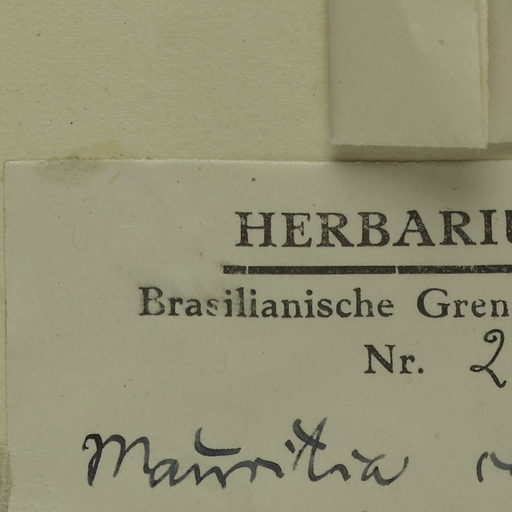 HERBARIU
Brasilianische Gren
Nr. 2
Mauritia